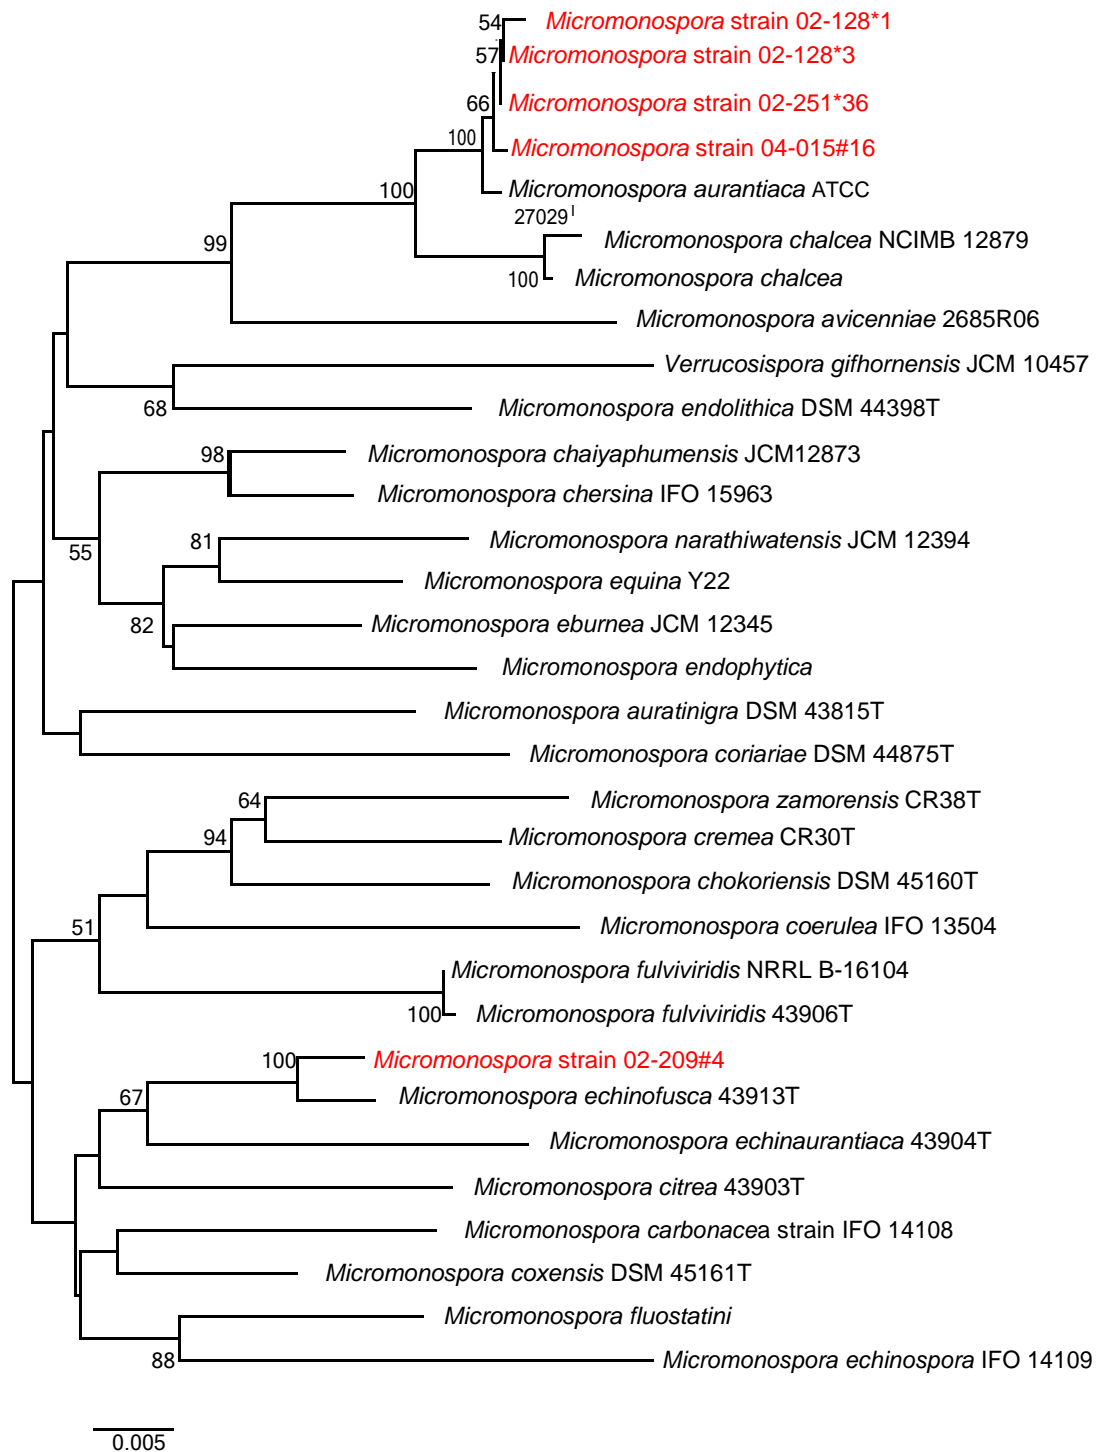 54
Micromonospora strain 02-128*1
57
Micromonospora strain 02-128*3
66
Micromonospora strain 02-251*36
100
Micromonospora strain 04-015#16
100
Micromonospora aurantiaca ATCC
27029T
99
Micromonospora chalcea NCIMB 12879
100
Micromonospora chalcea
Micromonospora avicenniae 2685R06
Verrucosispora gifhornensis JCM 10457
68
Micromonospora endolithica DSM 44398T
98
Micromonospora chaiyaphumensis JCM12873
Micromonospora chersina IFO 15963
55
81
Micromonospora narathiwatensis JCM 12394
Micromonospora equina Y22
82
Micromonospora eburnea JCM 12345
Micromonospora endophytica
Micromonospora auratinigra DSM 43815T
Micromonospora coriariae DSM 44875T
64
Micromonospora zamorensis CR38T
94
Micromonospora cremea CR30T
Micromonospora chokoriensis DSM 45160T
51
Micromonospora coerulea IFO 13504
Micromonospora fulviviridis NRRL B-16104
100
Micromonospora fulviviridis 43906T
100
Micromonospora strain 02-209#4
67
Micromonospora echinofusca 43913T
Micromonospora echinaurantiaca 43904T
Micromonospora citrea 43903T
Micromonospora carbonacea strain IFO 14108
Micromonospora coxensis DSM 45161T
Micromonospora fluostatini
88
Micromonospora echinospora IFO 14109
0.005